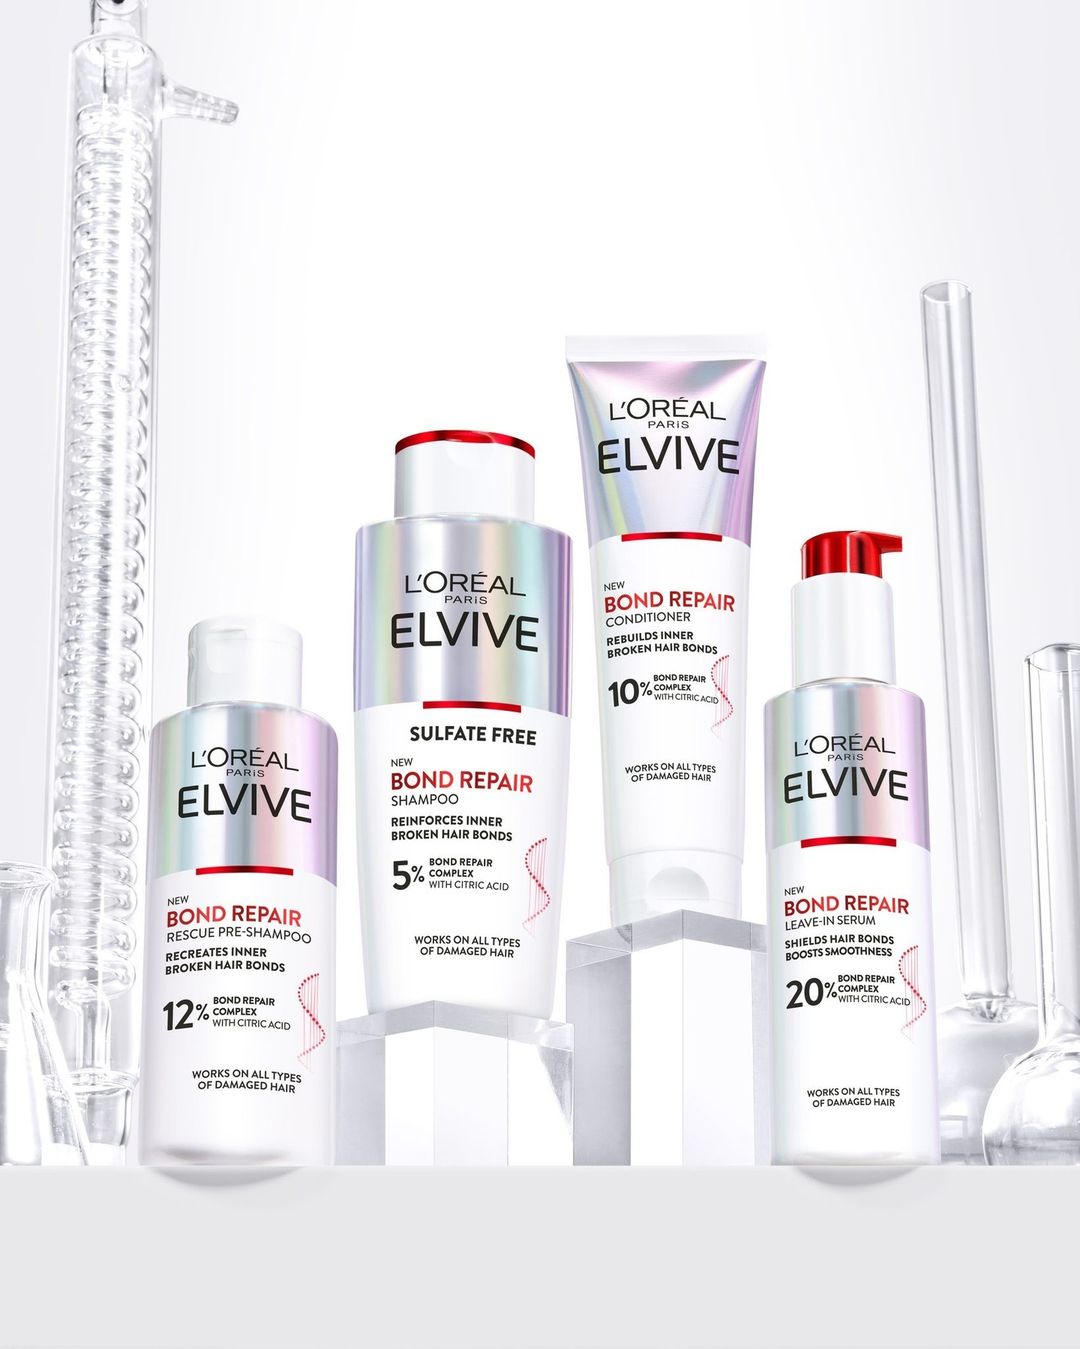 L'ORÉAL
PARIS
ELVIVE
NEW
BOND REPAIR
RESCUE PRE-SHAMPOO
RECREATES INNER
BROKEN HAIR BONDS
12% BOND REPAIR
COMPLEX
WITH CITRIC ACID
WORKS ON ALL TYPES
OF DAMAGED HAIR
L'ORÉAL
PARIS
ELVIVE
SULFATE FREE
NEW
BOND REPAIR
SHAMPOO
REINFORCES INNER
BROKEN HAIR BONDS
5% BOND REPAIR
COMPLEX
WITH CITRIC ACID
WORKS ON ALL TYPES
OF DAMAGED HAIR
L'ORÉAL
PARIS
ELVIVE
NEW
BOND REPAIR
CONDITIONER
REBUILDS INNER
BROKEN HAIR BONDS
10% BOND REPAIR
COMPLEX
WITH CITRIC ACID
WORKS ON ALL TYPES
OF DAMAGED HAIR
L'ORÉAL
PARIS
ELVIVE
NEW
BOND REPAIR
LEAVE-IN SERUM
SHIELDS HAIR BONDS
BOOSTS SMOOTHNESS
20% BOND REPAIR
COMPLEX
WITH CITRIC ACID
WORKS ON ALL TYPES
OF DAMAGED HAIR